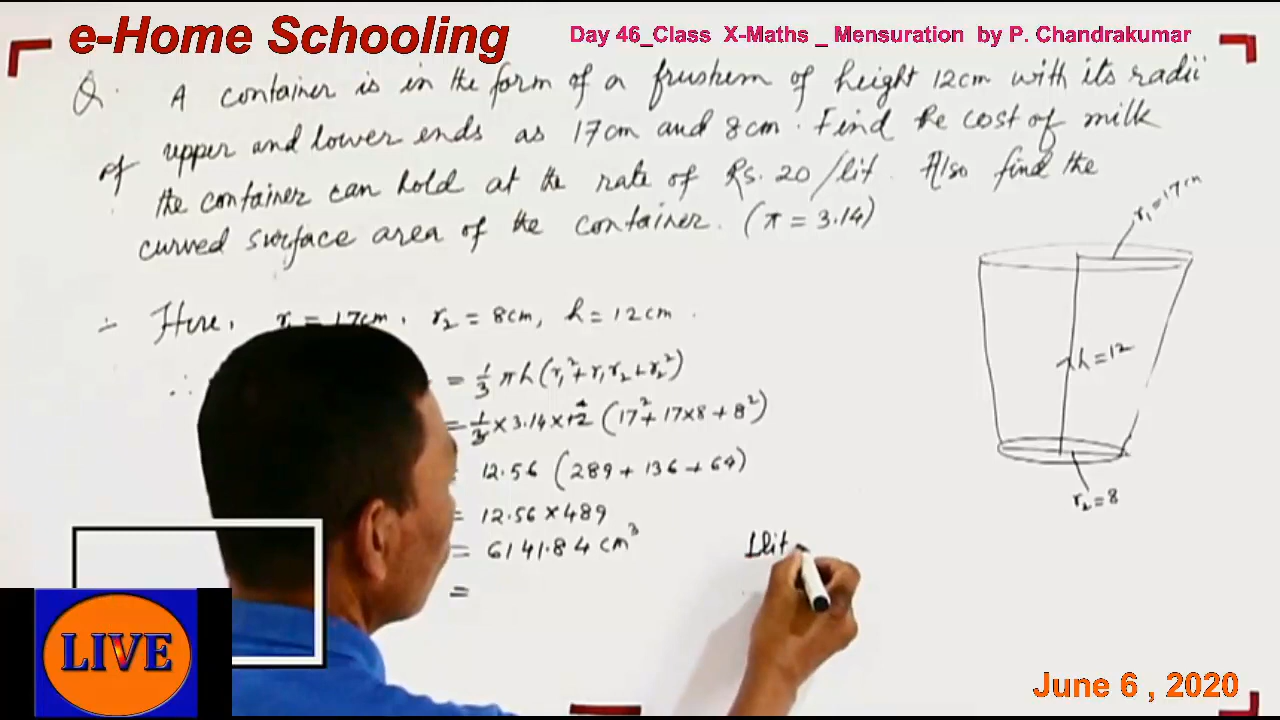 e-Home Schooling
Day 46_Class X-Maths _ Mensuration by P. Chandrakumar
Q. A container is in the form of a frustum of height 12cm with its radii
of upper and lower ends as 17cm and 8cm. Find the cost of milk
the container can hold at the rate of Rs. 20/lit. Also find the
curved surface area of the container. (π = 3.14)
r₁ = 17cm
h = 12
r₂ = 8
Here, r₁ = 17cm, r₂ = 8cm, h = 12cm.
∴ = 1/3 πh (r₁² + r₁r₂ + r₂²)
= 1/3 × 3.14 × 12 (17² + 17×8 + 8²)
12.56 (289 + 136 + 64)
= 12.56 × 489
= 6141.84 cm³
=
1lit
LIVE
June 6 , 2020